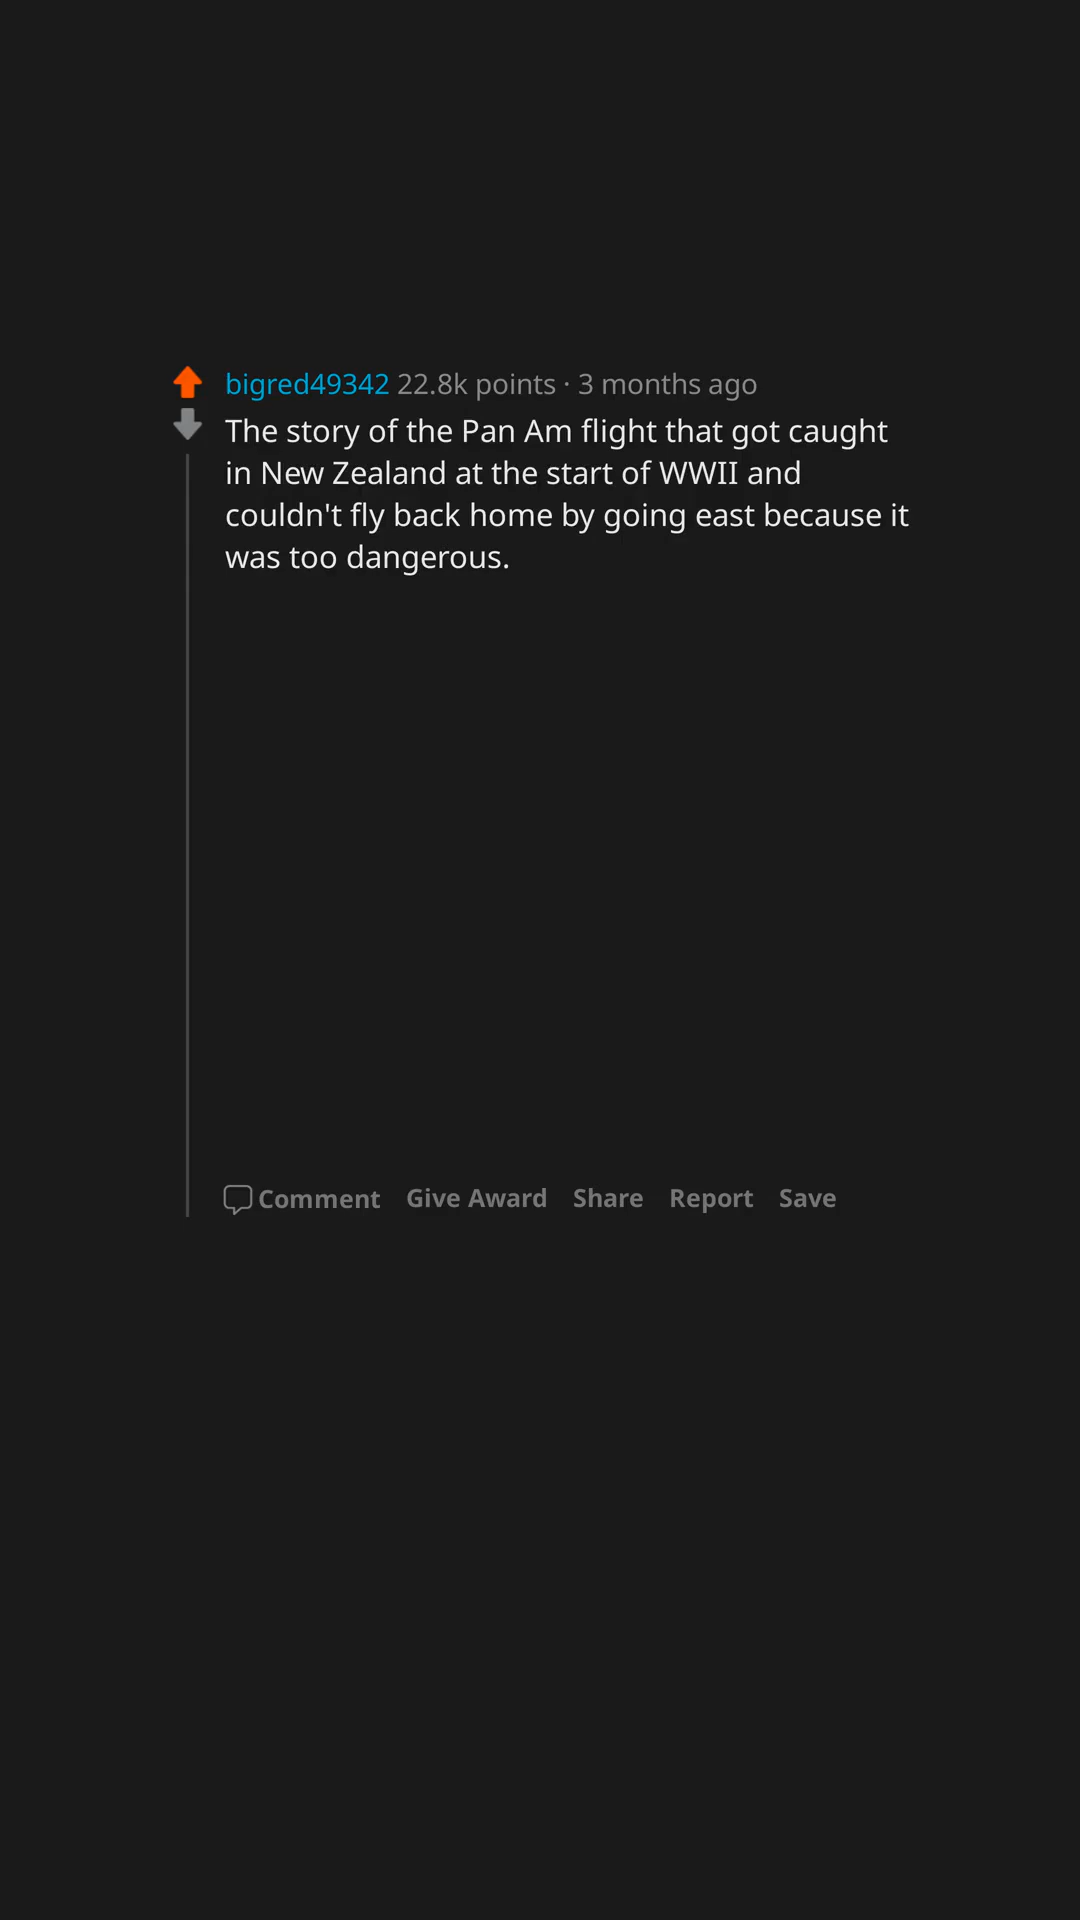 bigred49342 22.8k points · 3 months ago
The story of the Pan Am flight that got caught
in New Zealand at the start of WWII and
couldn't fly back home by going east because it
was too dangerous.
Comment Give Award Share Report Save